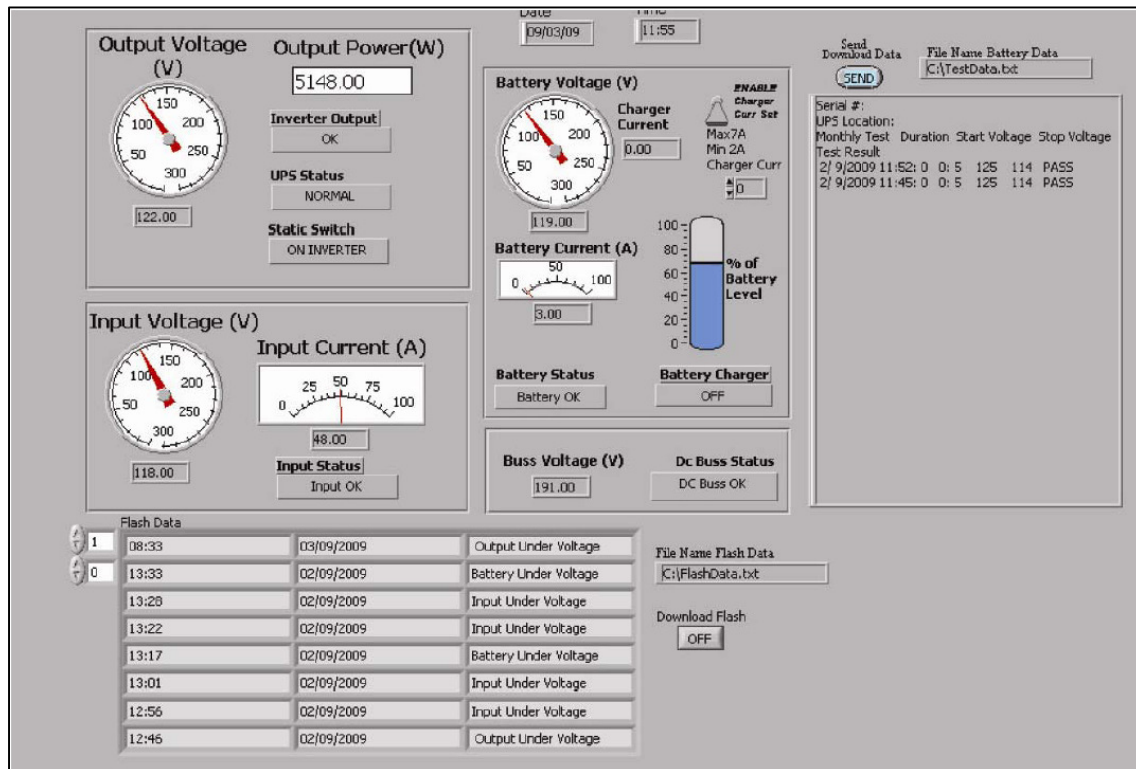 Date
Time
09/03/09
11:55
Output Voltage
(V)
50
100
150
200
250
300
122.00
Output Power(W)
5148.00
Inverter Output
OK
UPS Status
NORMAL
Static Switch
ON INVERTER
Input Voltage (V)
50
100
150
200
250
300
118.00
Input Current (A)
0
25
50
75
100
48.00
Input Status
Input OK
Battery Voltage (V)
50
100
150
200
250
300
119.00
Charger
Current
0.00
ENABLE
Charger
Curr Set
Max7A
Min 2A
Charger Curr
0
Battery Current (A)
0
50
100
3.00
100
80
60
40
20
0
% of
Battery
Level
Battery Status
Battery OK
Battery Charger
OFF
Buss Voltage (V)
191.00
Dc Buss Status
DC Buss OK
Send
Download Data
SEND
File Name Battery Data
C:\TestData.txt
Serial #:
UPS Location:
Monthly Test Duration Start Voltage Stop Voltage
Test Result
2/ 9/2009 11:52: 0 0: 5 125 114 PASS
2/ 9/2009 11:45: 0 0: 5 125 114 PASS
Flash Data
1
0
08:33 03/09/2009 Output Under Voltage
13:33 02/09/2009 Battery Under Voltage
13:28 02/09/2009 Input Under Voltage
13:22 02/09/2009 Input Under Voltage
13:17 02/09/2009 Battery Under Voltage
13:01 02/09/2009 Input Under Voltage
12:56 02/09/2009 Input Under Voltage
12:46 02/09/2009 Output Under Voltage
File Name Flash Data
C:\FlashData.txt
Download Flash
OFF